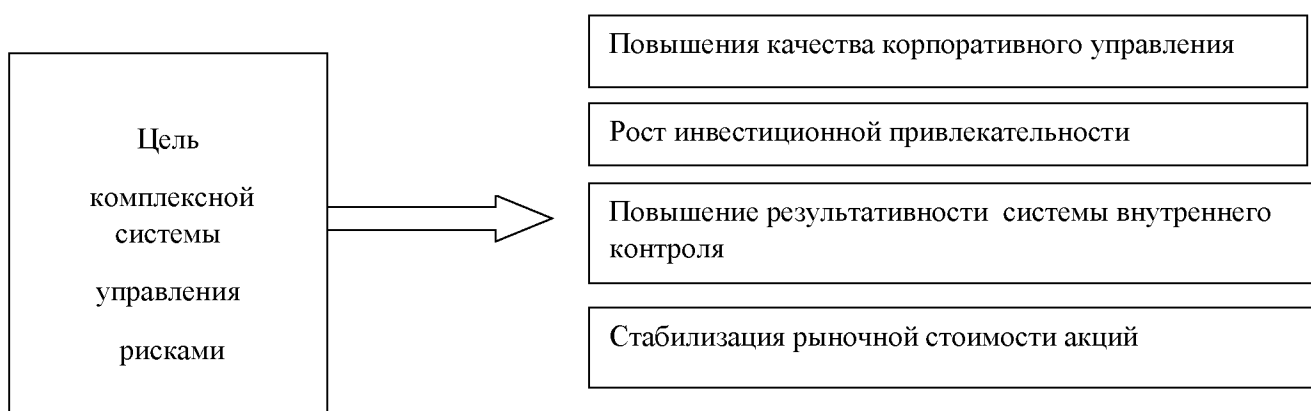 Цель
комплексной
системы
управления
рисками
Повышения качества корпоративного управления
Рост инвестиционной привлекательности
Повышение результативности системы внутреннего
контроля
Стабилизация рыночной стоимости акций